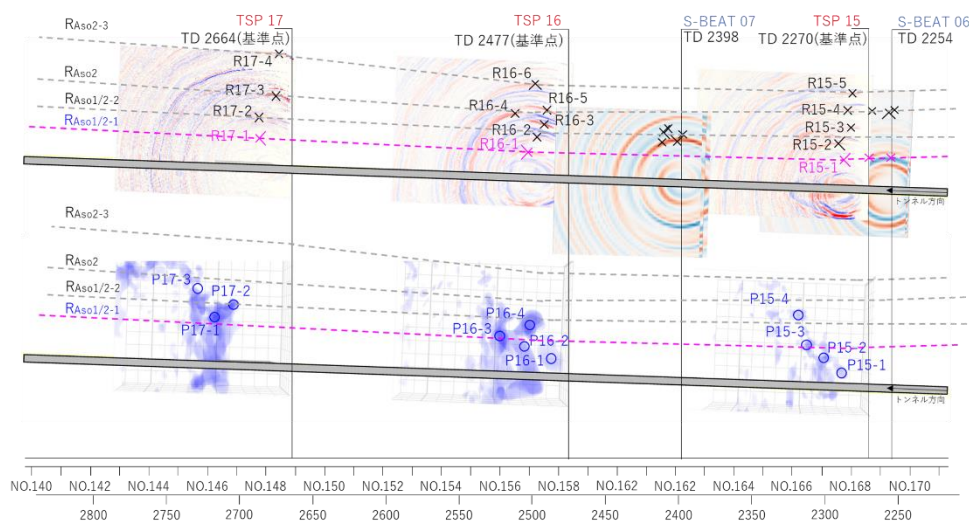 TSP 17
TD 2664(基準点)
TSP 16
TD 2477(基準点)
S-BEAT 07
TD 2398
TSP 15
TD 2270(基準点)
S-BEAT 06
TD 2254
RAso2-3
RAso2
RAso1/2-2
RAso1/2-1
R17-4
R17-3
R17-2
R17-1
R16-6
R16-5
R16-4
R16-3
R16-2
R16-1
R15-5
R15-4
R15-3
R15-2
R15-1
トンネル方向
RAso2-3
RAso2
RAso1/2-2
RAso1/2-1
P17-3
P17-2
P17-1
P16-4
P16-3
P16-2
P16-1
P15-4
P15-3
P15-2
P15-1
トンネル方向
NO.140 NO.142 NO.144 NO.146 NO.148 NO.150 NO.152 NO.154 NO.156 NO.158 NO.162 NO.162 NO.164 NO.166 NO.168 NO.170
2800 2750 2700 2650 2600 2550 2500 2450 2400 2350 2300 2250